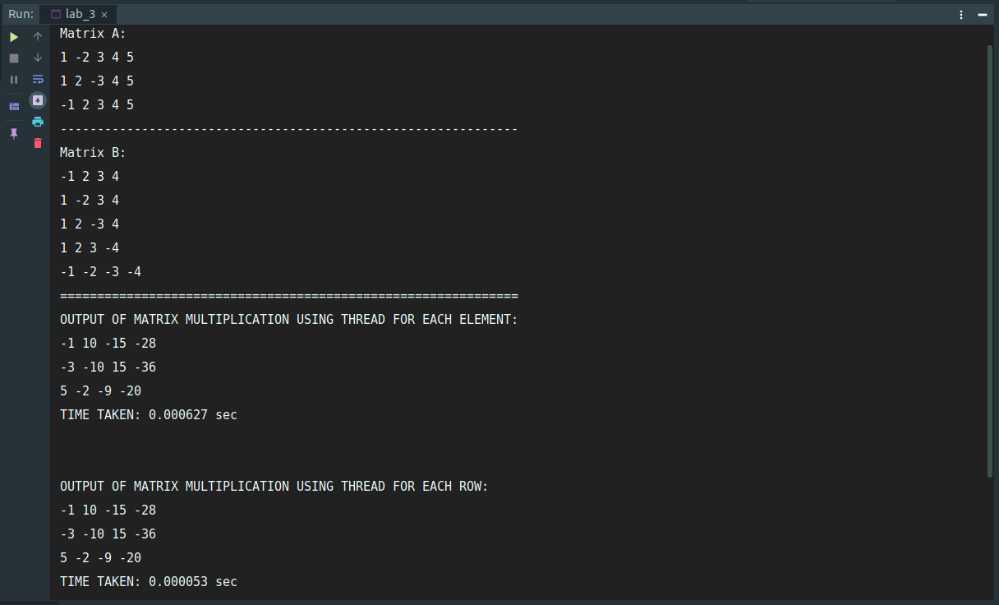 Run: lab_3 ×
Matrix A:
1 -2 3 4 5
1 2 -3 4 5
-1 2 3 4 5
--------------------------------------------------------------
Matrix B:
-1 2 3 4
1 -2 3 4
1 2 -3 4
1 2 3 -4
-1 -2 -3 -4
==============================================================
OUTPUT OF MATRIX MULTIPLICATION USING THREAD FOR EACH ELEMENT:
-1 10 -15 -28
-3 -10 15 -36
5 -2 -9 -20
TIME TAKEN: 0.000627 sec
OUTPUT OF MATRIX MULTIPLICATION USING THREAD FOR EACH ROW:
-1 10 -15 -28
-3 -10 15 -36
5 -2 -9 -20
TIME TAKEN: 0.000053 sec